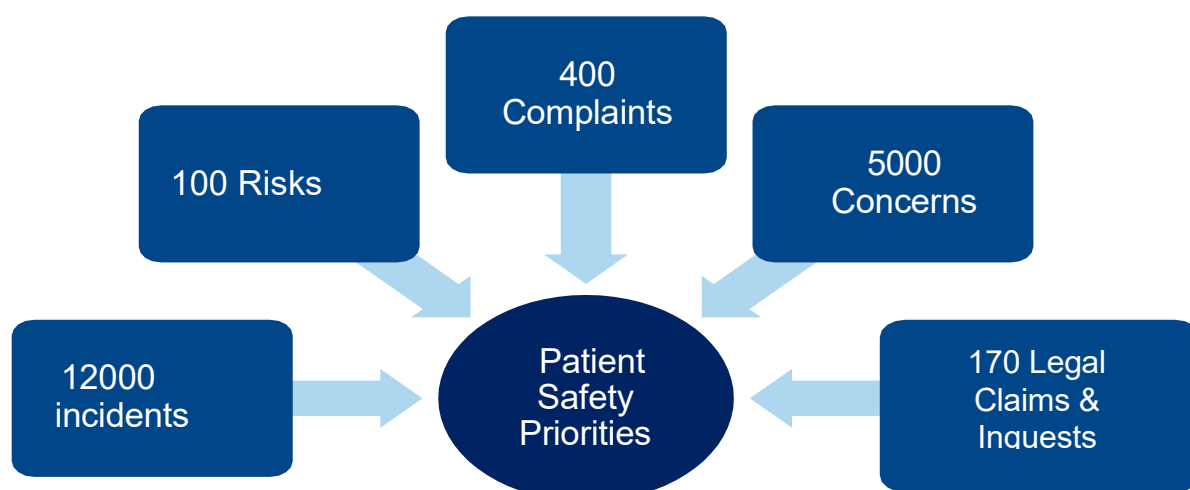 400
Complaints
100 Risks
5000
Concerns
12000
incidents
Patient
Safety
Priorities
170 Legal
Claims &
Inquests